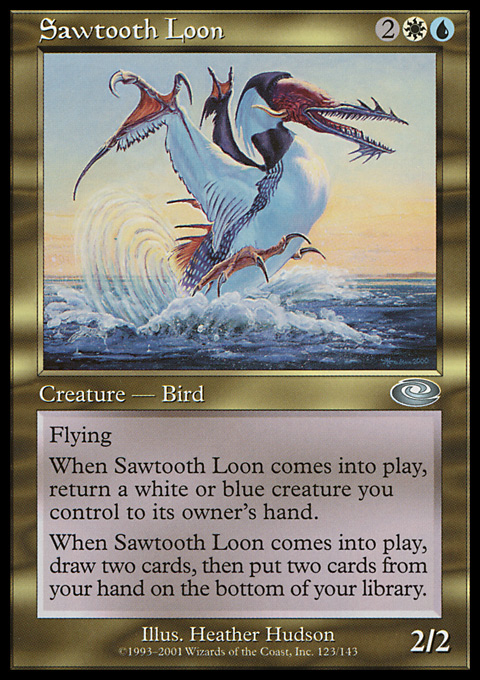 Sawtooth Loon 2
Creature — Bird
Flying
When Sawtooth Loon comes into play,
return a white or blue creature you
control to its owner's hand.
When Sawtooth Loon comes into play,
draw two cards, then put two cards from
your hand on the bottom of your library.
Illus. Heather Hudson
2/2
©1993–2001 Wizards of the Coast, Inc. 123/143